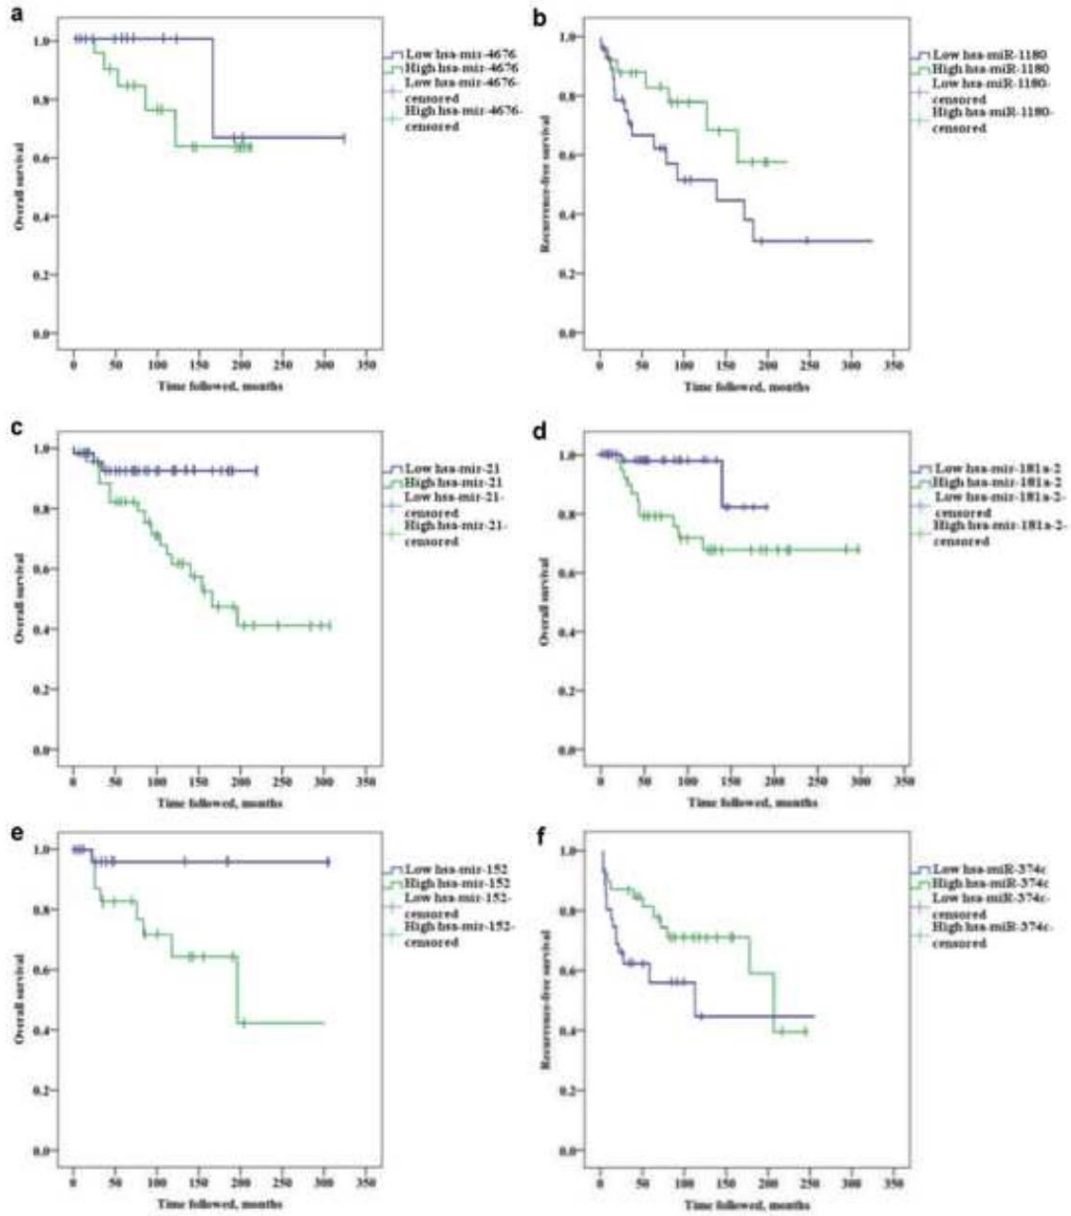 a
Overall survival
1.0
0.8
0.6
0.4
0.2
0.0
0 50 100 150 200 250 300 350
Time followed, months
Low hsa-mir-4676
High hsa-mir-4676
Low hsa-mir-4676-
censored
High hsa-mir-4676-
censored
b
Recurrence-free survival
1.0
0.8
0.6
0.4
0.2
0.0
0 50 100 150 200 250 300 350
Time followed, months
Low hsa-miR-1180
High hsa-miR-1180
Low hsa-miR-1180-
censored
High hsa-miR-1180-
censored
c
Overall survival
1.0
0.8
0.6
0.4
0.2
0.0
0 50 100 150 200 250 300 350
Time followed, months
Low hsa-mir-21
High hsa-mir-21
Low hsa-mir-21-
censored
High hsa-mir-21-
censored
d
Overall survival
1.0
0.8
0.6
0.4
0.2
0.0
0 50 100 150 200 250 300 350
Time followed, months
Low hsa-mir-181a-2
High hsa-mir-181a-2
Low hsa-mir-181a-2-
censored
High hsa-mir-181a-2-
censored
e
Overall survival
1.0
0.8
0.6
0.4
0.2
0.0
0 50 100 150 200 250 300 350
Time followed, months
Low hsa-mir-152
High hsa-mir-152
Low hsa-mir-152-
censored
High hsa-mir-152-
censored
f
Recurrence-free survival
1.0
0.8
0.6
0.4
0.2
0.0
0 50 100 150 200 250 300 350
Time followed, months
Low hsa-miR-374c
High hsa-miR-374c
Low hsa-miR-374c-
censored
High hsa-miR-374c-
censored